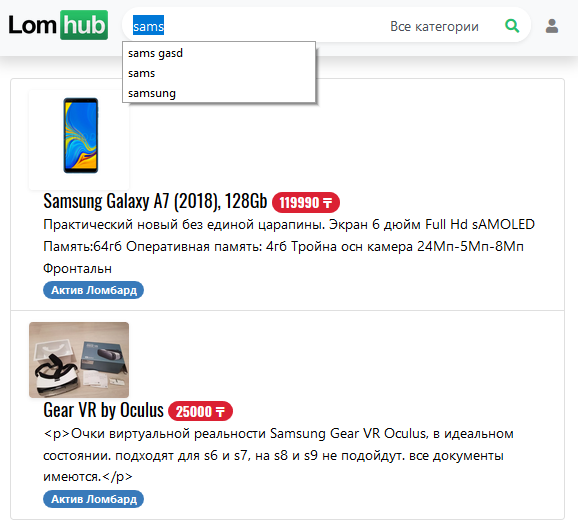 Lom hub
sams
Все категории
sams gasd
sams
samsung
Samsung Galaxy A7 (2018), 128Gb 119990 ₸
Практический новый без единой царапины. Экран 6 дюйм Full Hd sAMOLED
Память:64гб Оперативная память: 4гб Тройна осн камера 24Мп-5Мп-8Мп
Фронтальн
Актив Ломбард
Gear VR by Oculus 25000 ₸
<p>Очки виртуальной реальности Samsung Gear VR Oculus, в идеальном
состоянии. подходят для s6 и s7, на s8 и s9 не подойдут. все документы
имеются.</p>
Актив Ломбард